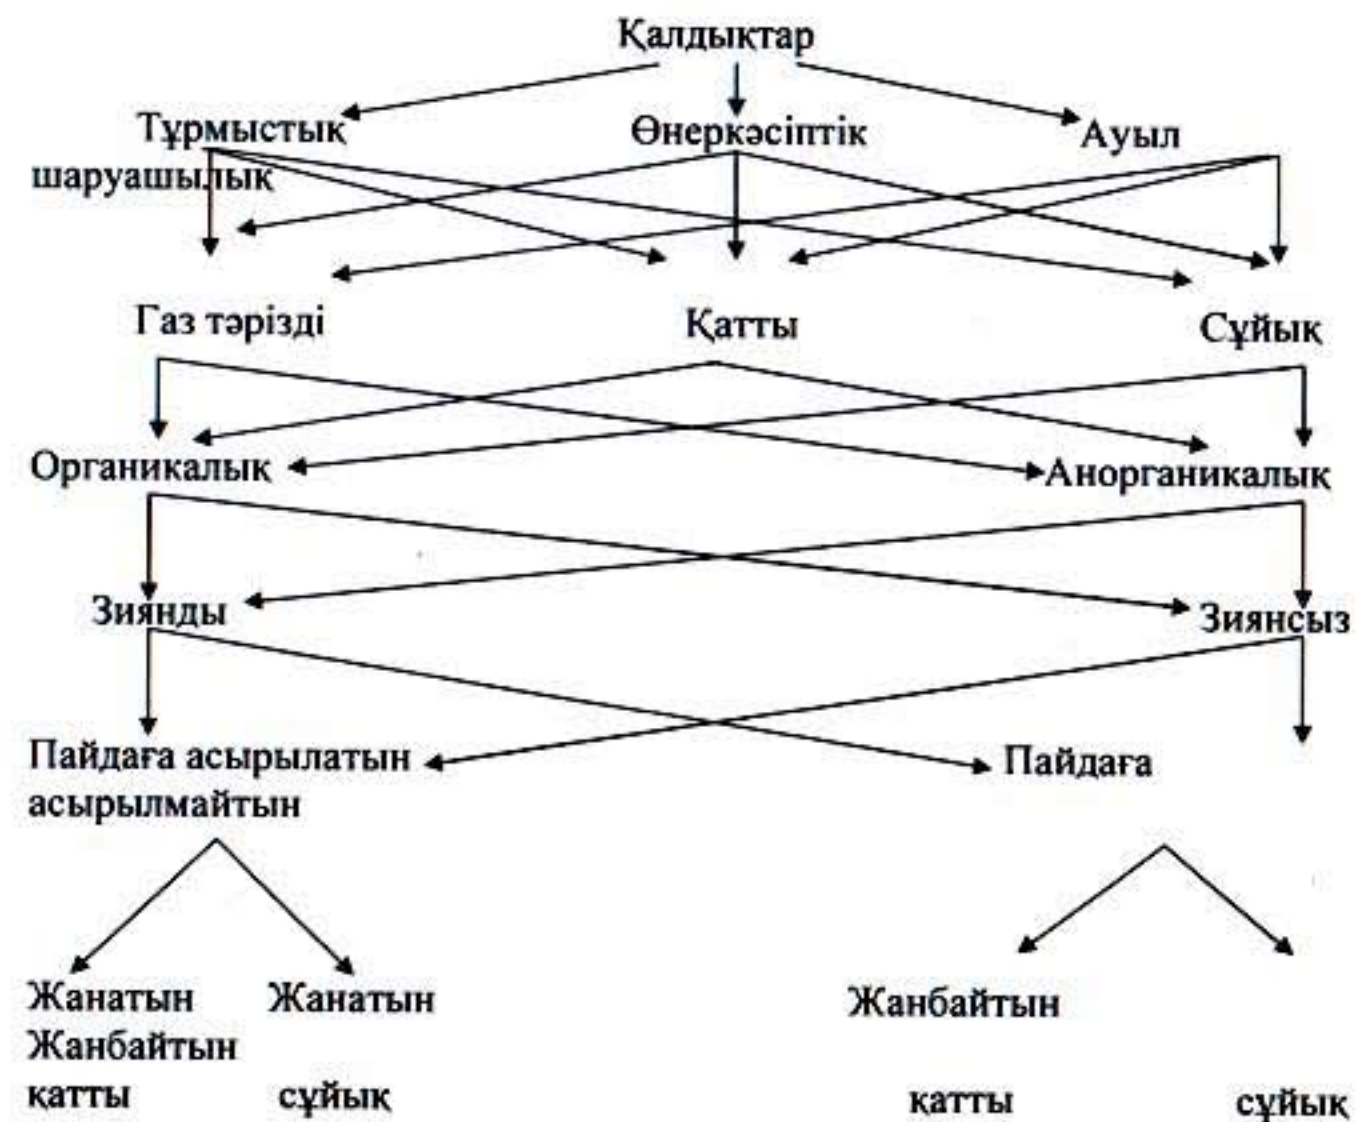 Қалдықтар
Тұрмыстық Өнеркәсіптік Ауыл
шаруашылық
Газ тәрізді Қатты Сұйық
Органикалық Анорганикалық
Зиянды Зиянсыз
Пайдаға асырылатын Пайдаға
асырылмайтын
Жанатын Жанатын Жанбайтын
Жанбайтын
қатты сұйық қатты сұйық